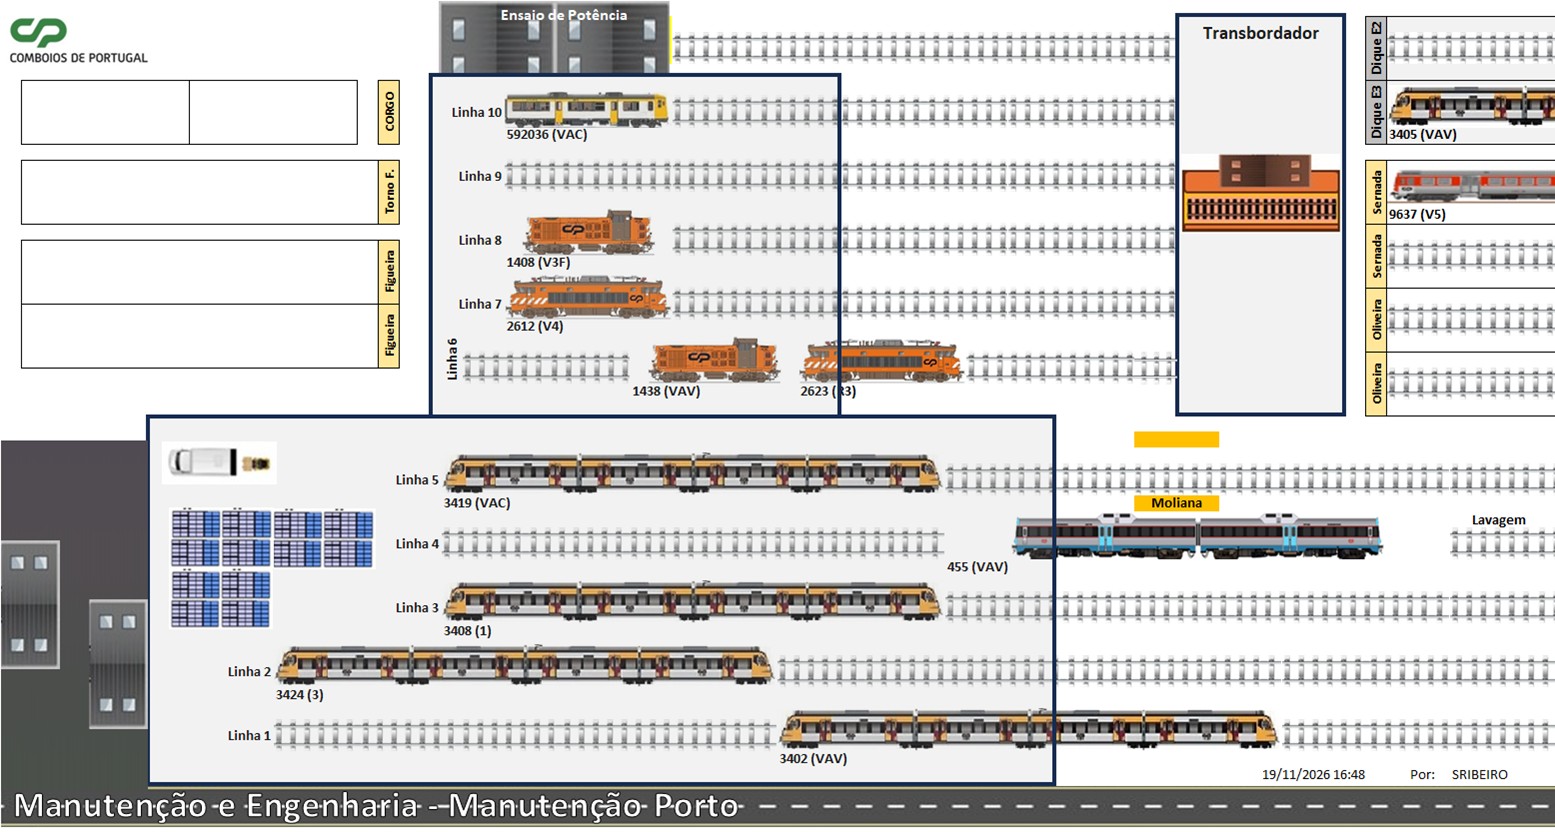 Ensaio de Potência
CP
COMBOIOS DE PORTUGAL
CORGO
Torno F.
Figueira
Figueira
Linha 10
592036 (VAC)
Linha 9
Linha 8
1408 (V3F)
Linha 7
2612 (V4)
Linha 6
1438 (VAV)
2623 (R3)
Transbordador
Dique E2
Dique E3
3405 (VAV)
Sernada
9637 (V5)
Sernada
Oliveira
Oliveira
Linha 5
3419 (VAC)
Moliana
Lavagem
Linha 4
455 (VAV)
Linha 3
3408 (1)
Linha 2
3424 (3)
Linha 1
3402 (VAV)
19/11/2026 16:48 Por: SRIBEIRO
Manutenção e Engenharia - Manutenção Porto